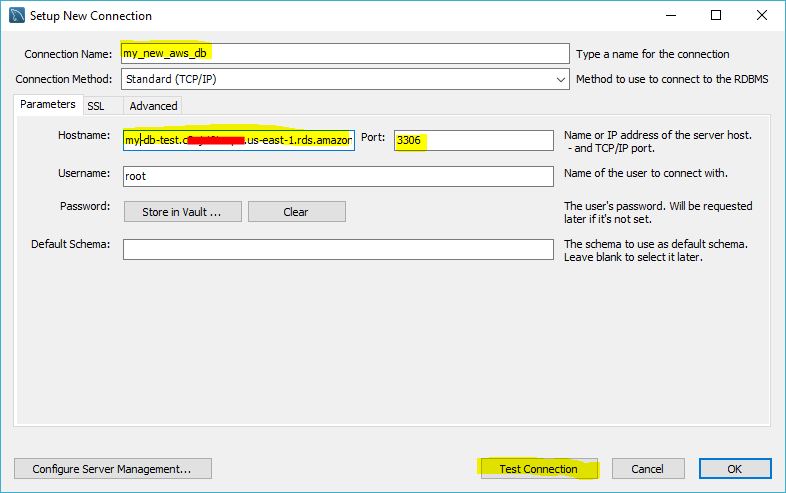 Setup New Connection
Connection Name: my_new_aws_db Type a name for the connection
Connection Method: Standard (TCP/IP) Method to use to connect to the RDBMS
Parameters SSL Advanced
Hostname: my-db-test. .us-east-1.rds.amazon Port: 3306 Name or IP address of the server host.
- and TCP/IP port.
Username: root Name of the user to connect with.
Password: Store in Vault ... Clear The user's password. Will be requested
later if it's not set.
Default Schema: The schema to use as default schema.
Leave blank to select it later.
Configure Server Management... Test Connection Cancel OK